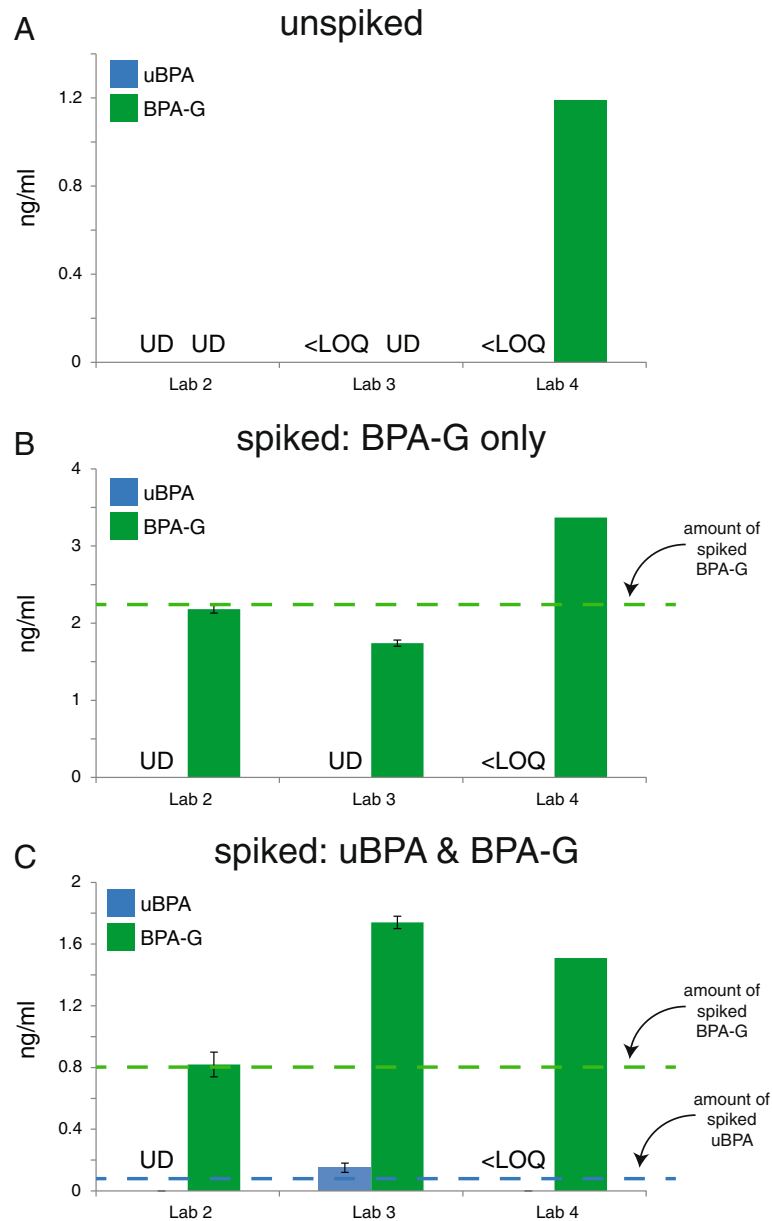 A
unspiked
uBPA
BPA-G
1.2
0.8
0.4
0
ng/ml
UD UD
<LOQ UD
<LOQ
Lab 2
Lab 3
Lab 4
B
spiked: BPA-G only
uBPA
BPA-G
4
3
2
1
0
ng/ml
amount of
spiked
BPA-G
UD
UD
<LOQ
Lab 2
Lab 3
Lab 4
C
spiked: uBPA & BPA-G
uBPA
BPA-G
2
1.6
1.2
0.8
0.4
0
ng/ml
amount of
spiked
BPA-G
amount of
spiked
uBPA
UD
<LOQ
Lab 2
Lab 3
Lab 4